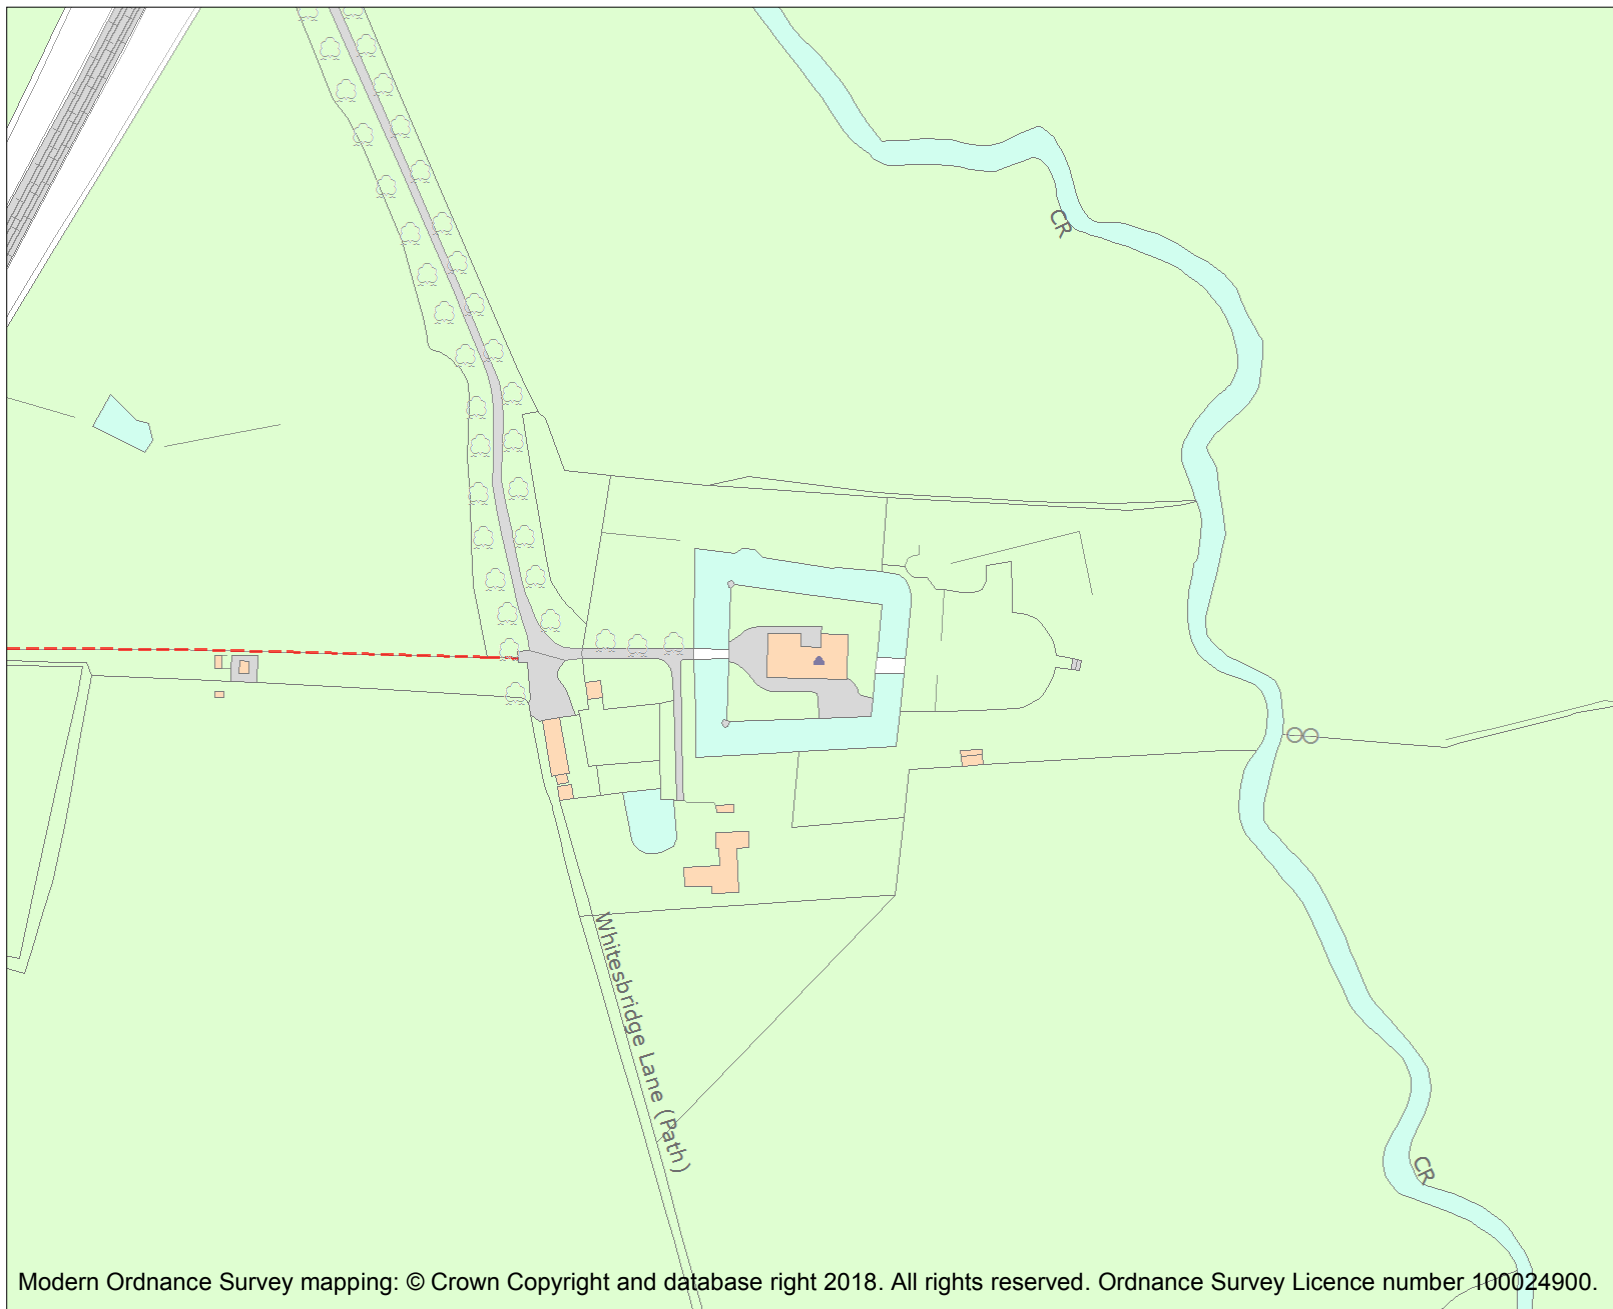 CR
Whitesbridge Lane (Path)
CR
Modern Ordnance Survey mapping: © Crown Copyright and database right 2018. All rights reserved. Ordnance Survey Licence number 100024900.